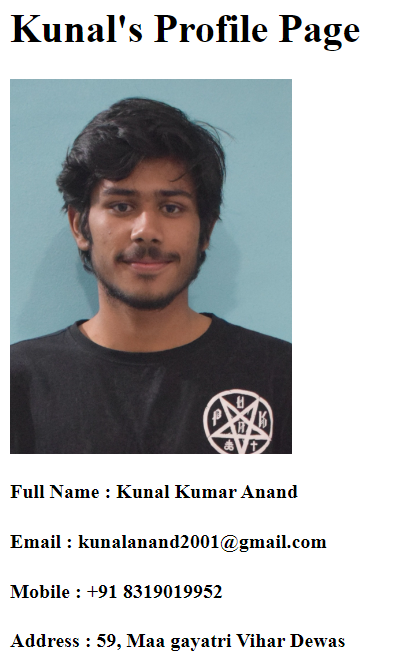 Kunal's Profile Page
P U K
Full Name : Kunal Kumar Anand
Email : kunalanand2001@gmail.com
Mobile : +91 8319019952
Address : 59, Maa gayatri Vihar Dewas